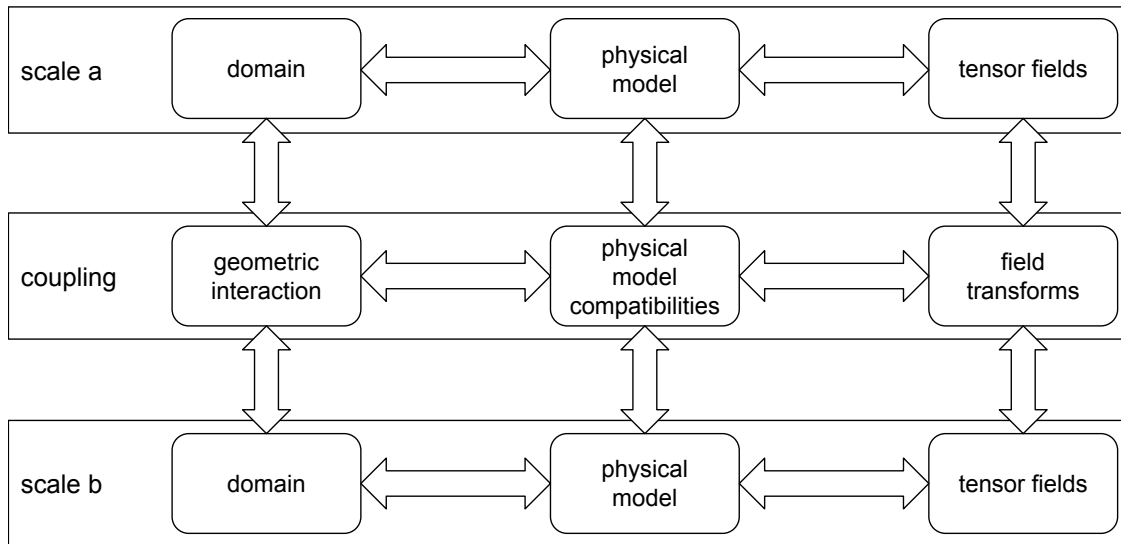 scale a
domain
physical
model
tensor fields
coupling
geometric
interaction
physical
model
compatibilities
field
transforms
scale b
domain
physical
model
tensor fields